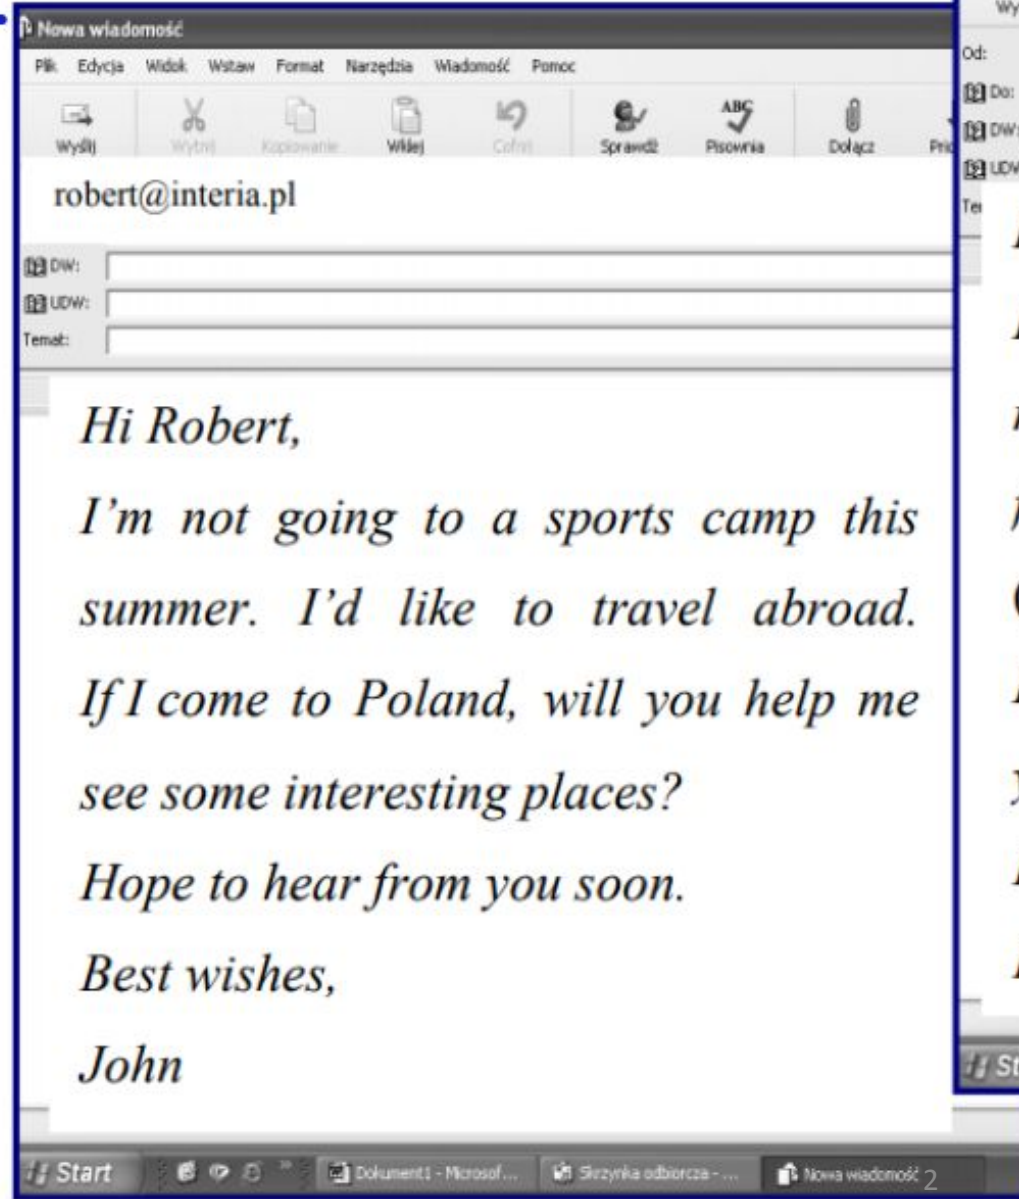 Nowa wiadomość
Plik Edycja Widok Wstaw Format Narzędzia Wiadomość Pomoc
Wyślij Wytnij Kopiowanie Wklej Cofnij Sprawdź Pisownia Dołącz
ABC
robert@interia.pl
DW:
UDW:
Temat:
Hi Robert,
I’m not going to a sports camp this
summer. I’d like to travel abroad.
If I come to Poland, will you help me
see some interesting places?
Hope to hear from you soon.
Best wishes,
John
Start Dokument1 - Microsof... Skrzynka odbiorcza - ... Nowa wiadomość 2
Od:
Do:
DW: